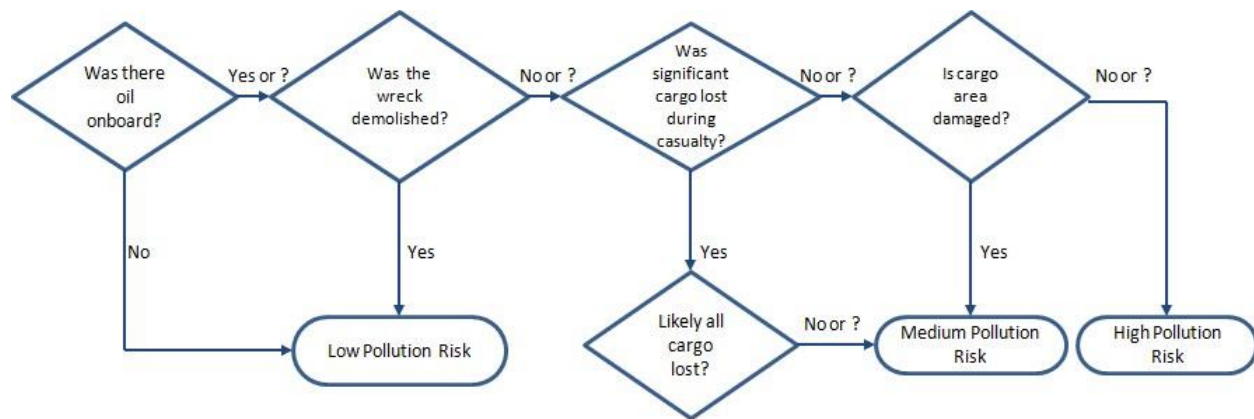 Was there
oil
onboard?
Yes or ?
Was the
wreck
demolished?
No or ?
Was
significant
cargo lost
during
casualty?
No or ?
Is cargo
area
damaged?
No or ?
No
Yes
Yes
Yes
Low Pollution Risk
Likely all
cargo
lost?
No or ?
Medium Pollution
Risk
High Pollution
Risk